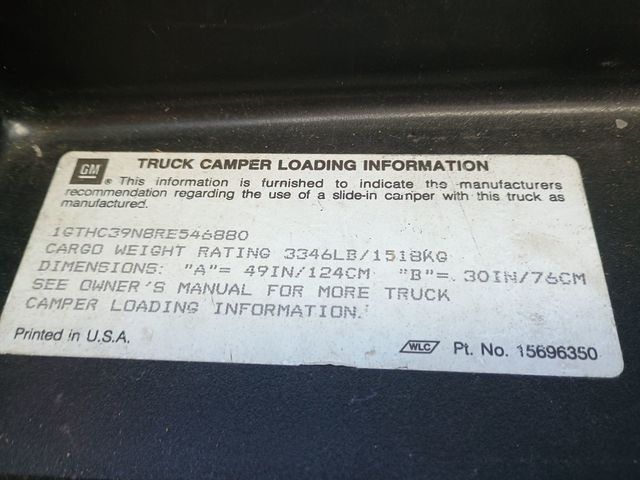 GM
TRUCK CAMPER LOADING INFORMATION
® This information is furnished to indicate the manufacturers
recommendation regarding the use of a slide-in camper with this truck as
manufactured.
1GTHC39N8RE546880
CARGO WEIGHT RATING 3346LB/1518KG
DIMENSIONS: "A"= 49IN/124CM "B"= 30IN/76CM
SEE OWNER'S MANUAL FOR MORE TRUCK
CAMPER LOADING INFORMATION.
Printed in U.S.A.
WLC Pt. No. 15696350